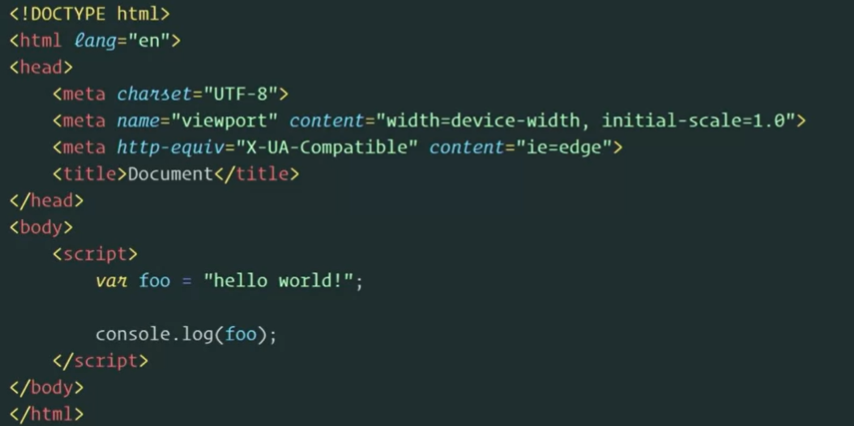 <!DOCTYPE html>
<html lang="en">
<head>
    <meta charset="UTF-8">
    <meta name="viewport" content="width=device-width, initial-scale=1.0">
    <meta http-equiv="X-UA-Compatible" content="ie=edge">
    <title>Document</title>
</head>
<body>
    <script>
        var foo = "hello world!";

        console.log(foo);
    </script>
</body>
</html>